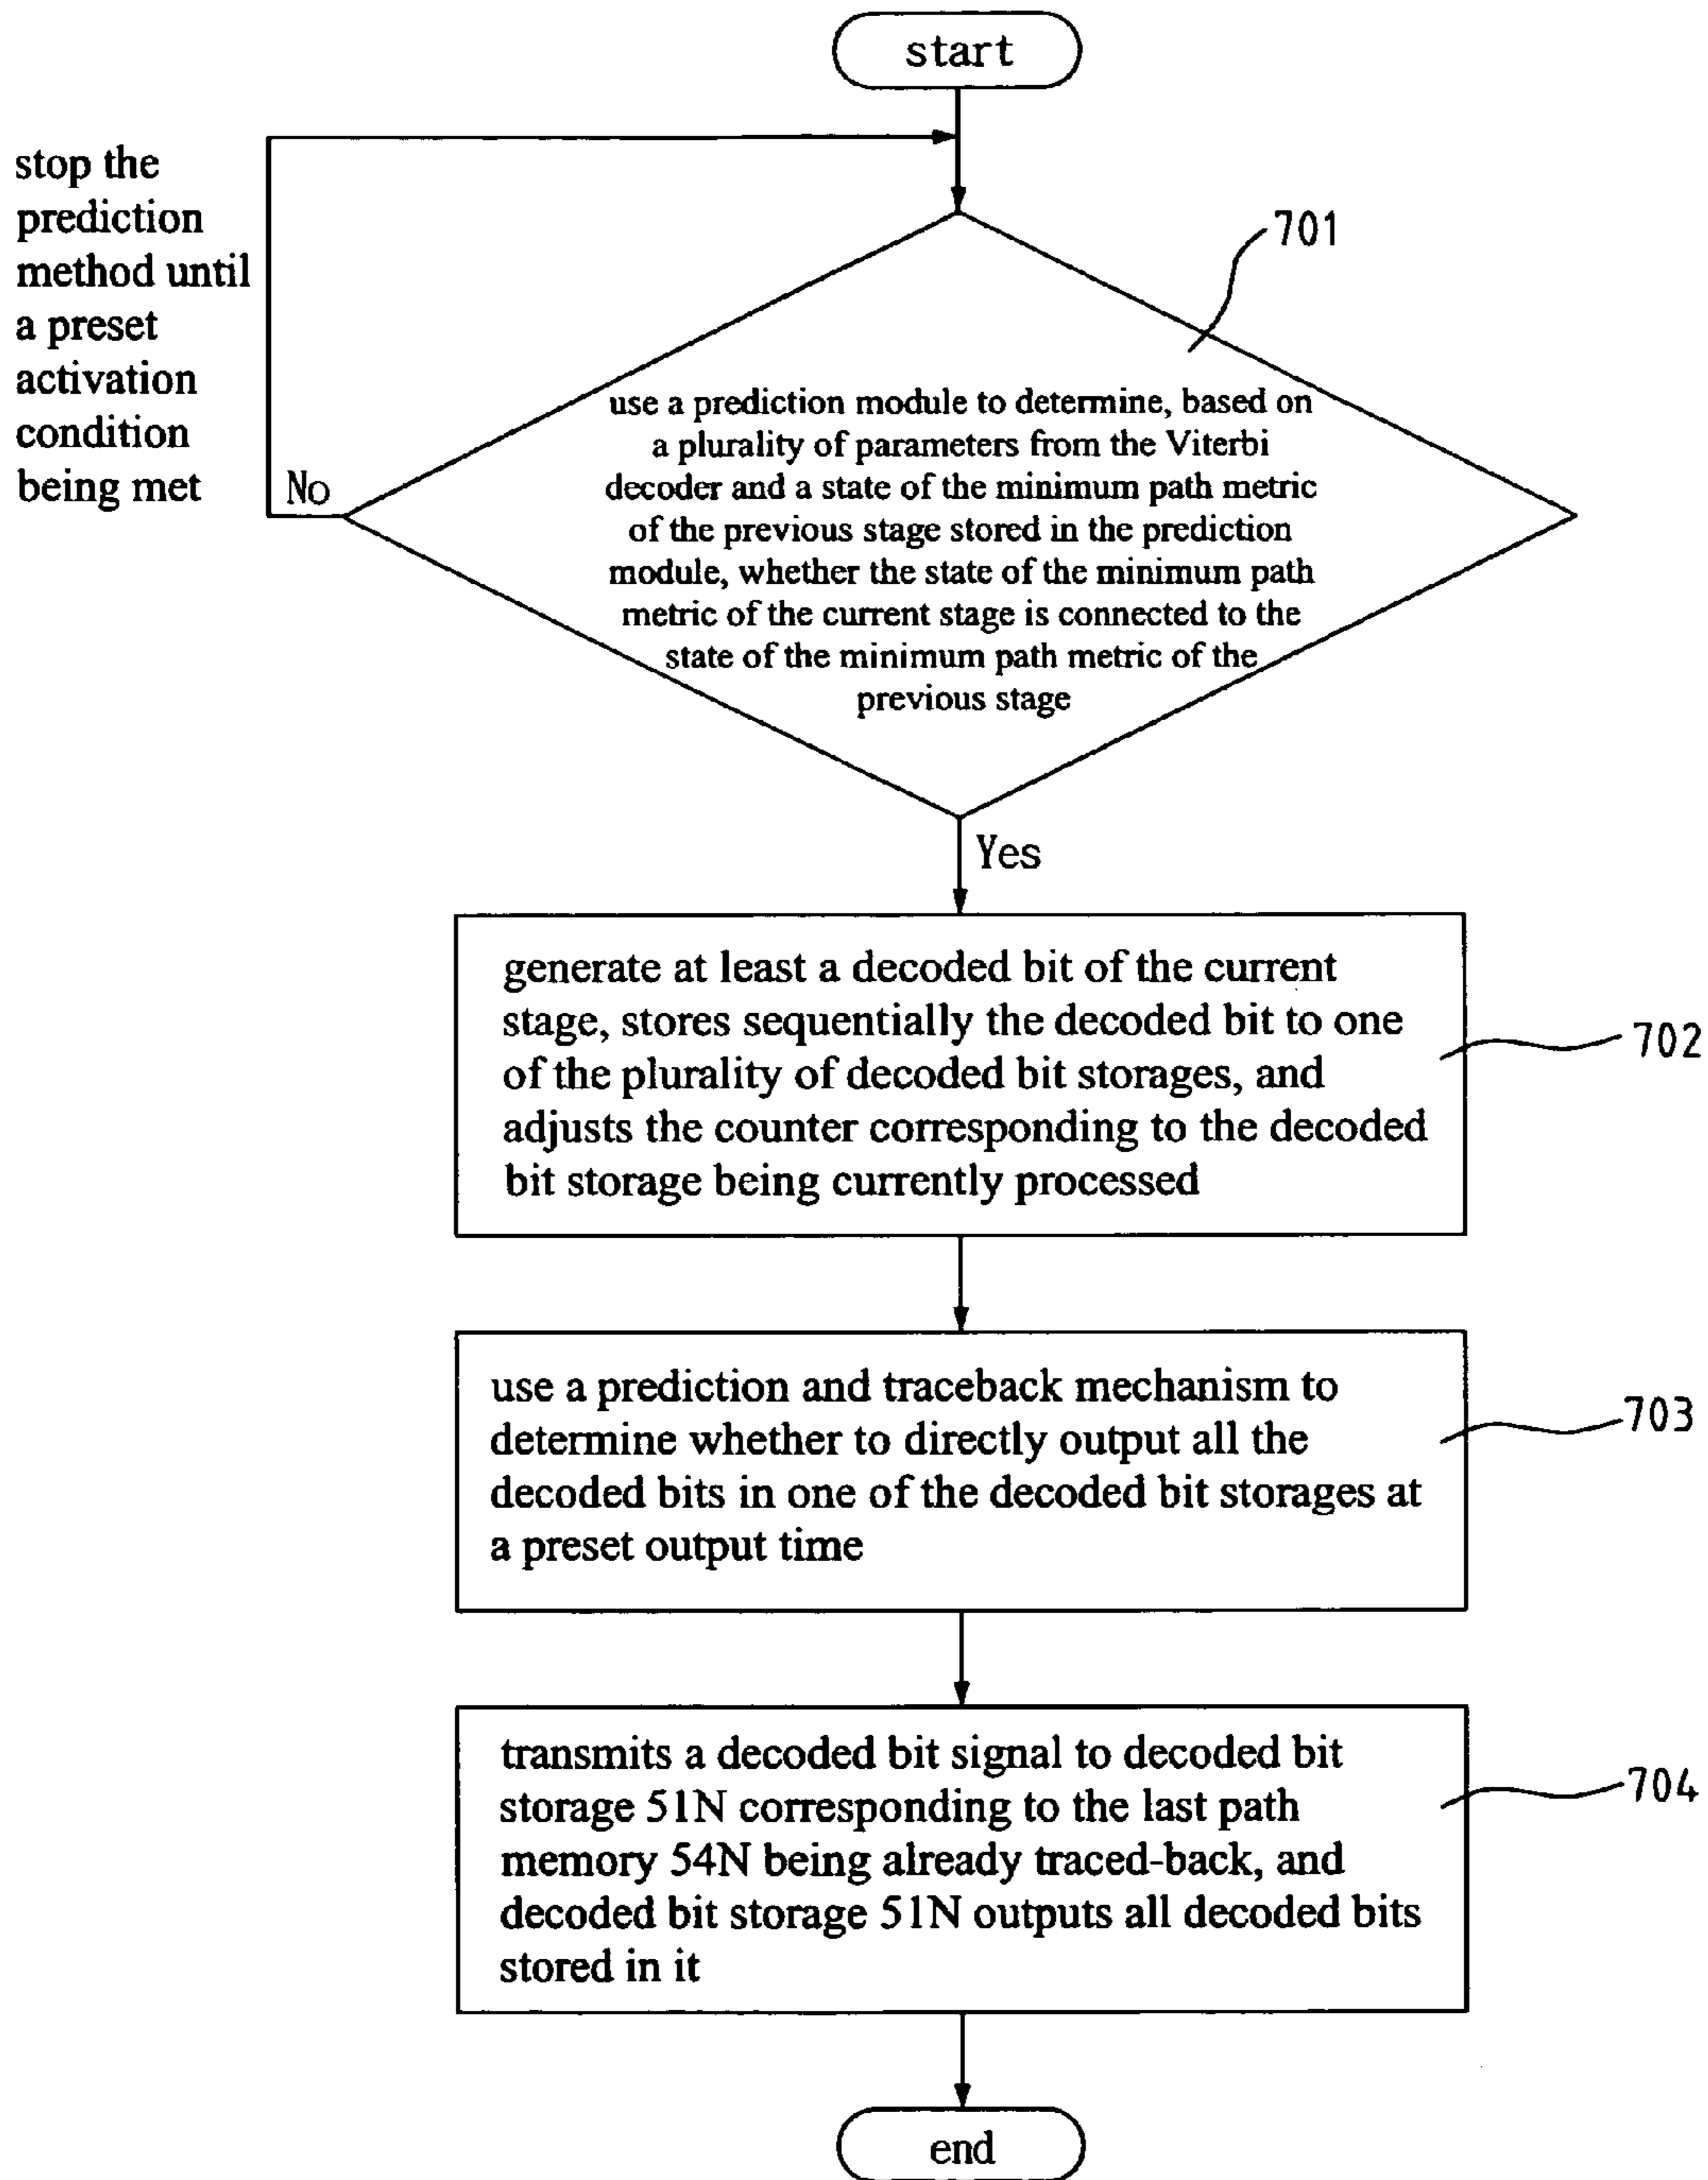 start
stop the
prediction
method until
a preset
activation
condition
being met
No
701
use a prediction module to determine, based on
a plurality of parameters from the Viterbi
decoder and a state of the minimum path metric
of the previous stage stored in the prediction
module, whether the state of the minimum path
metric of the current stage is connected to the
state of the minimum path metric of the
previous stage
Yes
generate at least a decoded bit of the current
stage, stores sequentially the decoded bit to one
of the plurality of decoded bit storages, and
adjusts the counter corresponding to the decoded
bit storage being currently processed
702
use a prediction and traceback mechanism to
determine whether to directly output all the
decoded bits in one of the decoded bit storages at
a preset output time
703
transmits a decoded bit signal to decoded bit
storage 51N corresponding to the last path
memory 54N being already traced-back, and
decoded bit storage 51N outputs all decoded bits
stored in it
704
end